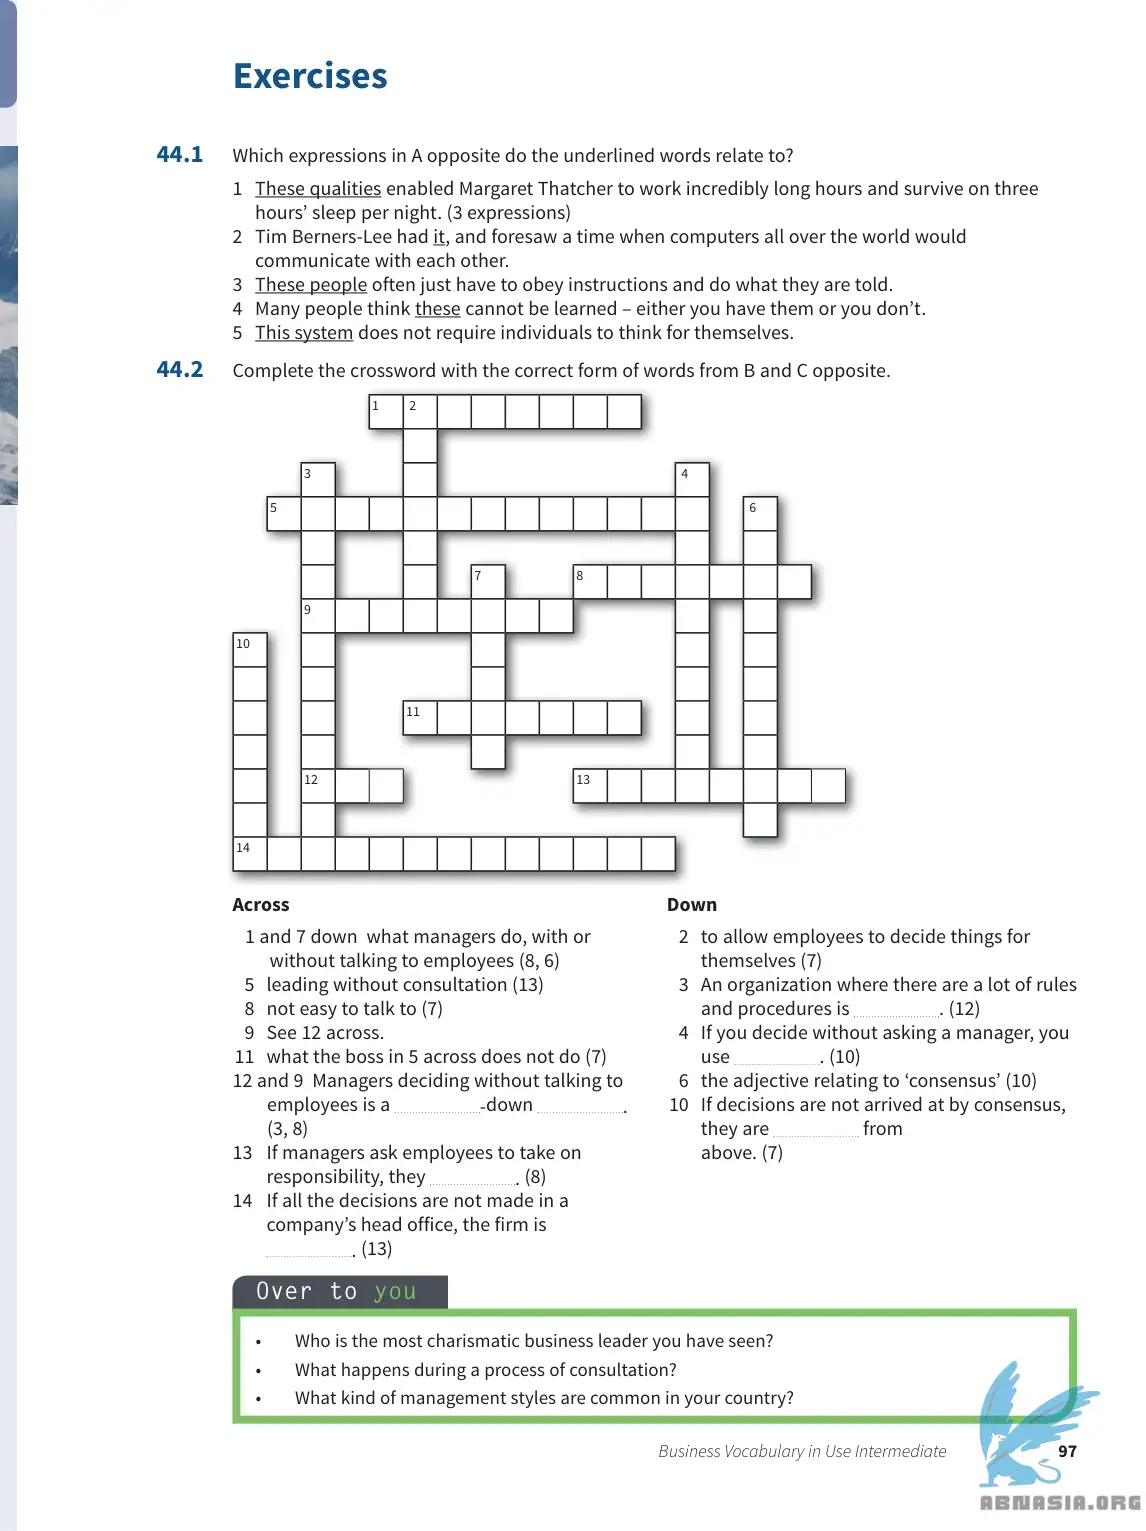 Exercises
44.1 Which expressions in A opposite do the underlined words relate to?
1 These qualities enabled Margaret Thatcher to work incredibly long hours and survive on three
hours’ sleep per night. (3 expressions)
2 Tim Berners-Lee had it, and foresaw a time when computers all over the world would
communicate with each other.
3 These people often just have to obey instructions and do what they are told.
4 Many people think these cannot be learned – either you have them or you don’t.
5 This system does not require individuals to think for themselves.
44.2 Complete the crossword with the correct form of words from B and C opposite.
1 2
3 4
5 6
7 8
9
10
11
12 13
14
Across
1 and 7 down what managers do, with or
without talking to employees (8, 6)
5 leading without consultation (13)
8 not easy to talk to (7)
9 See 12 across.
11 what the boss in 5 across does not do (7)
12 and 9 Managers deciding without talking to
employees is a ............ -down ............ .
(3, 8)
13 If managers ask employees to take on
responsibility, they ............ . (8)
14 If all the decisions are not made in a
company’s head office, the firm is
............ . (13)
Down
2 to allow employees to decide things for
themselves (7)
3 An organization where there are a lot of rules
and procedures is ............ . (12)
4 If you decide without asking a manager, you
use ............ . (10)
6 the adjective relating to ‘consensus’ (10)
10 If decisions are not arrived at by consensus,
they are ............ from
above. (7)
Over to you
• Who is the most charismatic business leader you have seen?
• What happens during a process of consultation?
• What kind of management styles are common in your country?
Business Vocabulary in Use Intermediate 97
ABNASIA.ORG